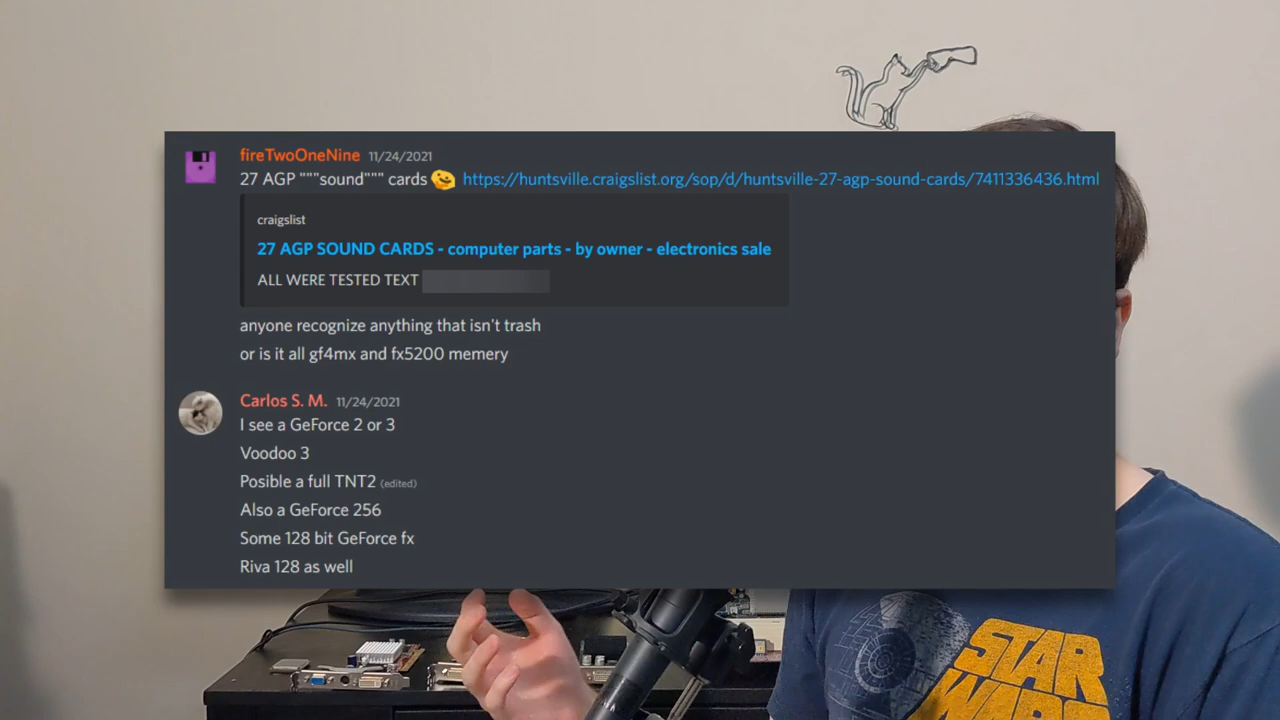 fireTwoOneNine 11/24/2021
27 AGP """sound""" cards https://huntsville.craigslist.org/sop/d/huntsville-27-agp-sound-cards/7411336436.html
craigslist
27 AGP SOUND CARDS - computer parts - by owner - electronics sale
ALL WERE TESTED TEXT
anyone recognize anything that isn't trash
or is it all gf4mx and fx5200 memery
Carlos S. M. 11/24/2021
I see a GeForce 2 or 3
Voodoo 3
Posible a full TNT2 (edited)
Also a GeForce 256
Some 128 bit GeForce fx
Riva 128 as well
STAR
WARS